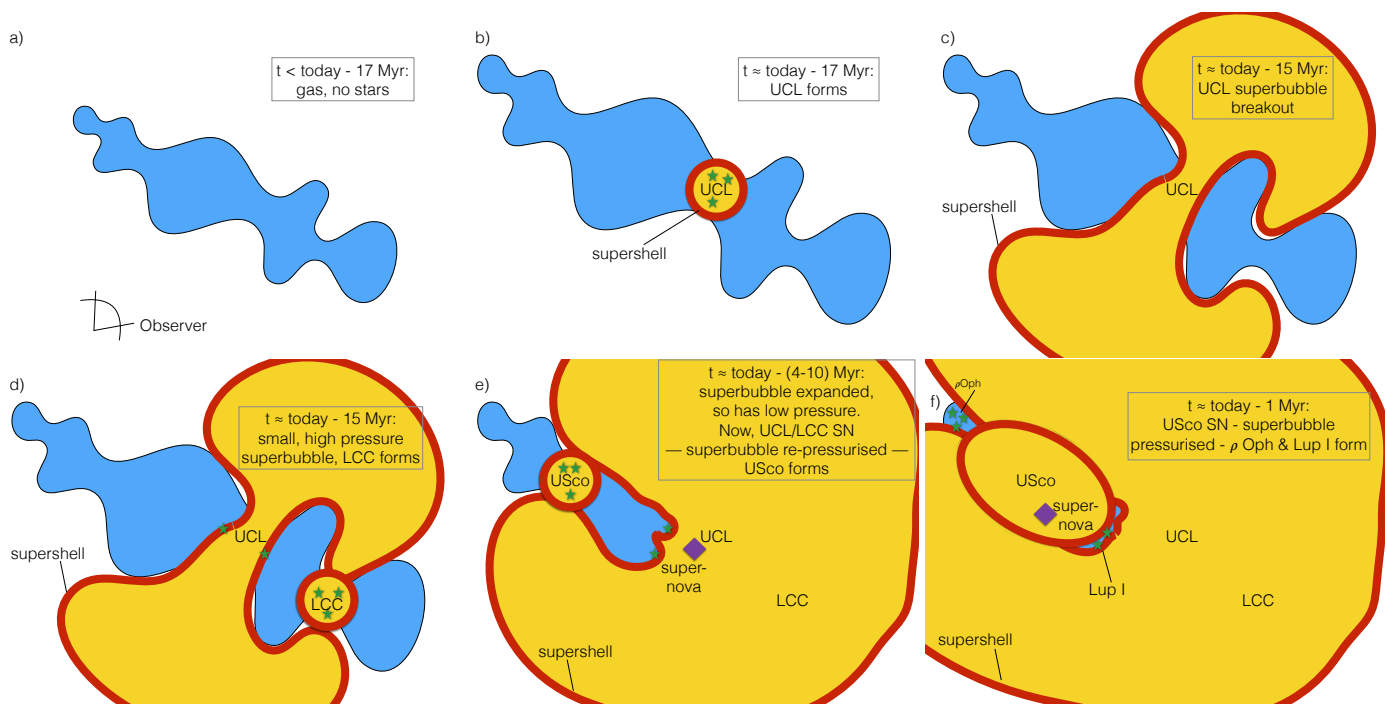 a)
t < today - 17 Myr:
gas, no stars
Observer
b)
t ≈ today - 17 Myr:
UCL forms
UCL
supershell
c)
t ≈ today - 15 Myr:
UCL superbubble
breakout
UCL
supershell
d)
t ≈ today - 15 Myr:
small, high pressure
superbubble, LCC forms
UCL
supershell
LCC
e)
t ≈ today - (4-10) Myr:
superbubble expanded,
so has low pressure.
Now, UCL/LCC SN
— superbubble re-pressurised —
USco forms
USco
UCL
super-
nova
LCC
supershell
f)
ρOph
t ≈ today - 1 Myr:
USco SN - superbubble
pressurised - ρ Oph & Lup I form
USco
super-
nova
UCL
Lup I
LCC
supershell